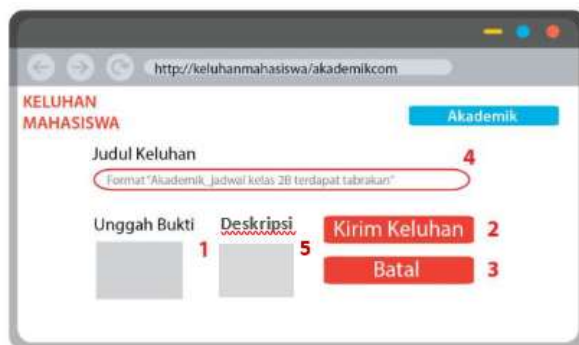 http://keluhanmahasiswa/akademikcom
KELUHAN
MAHASISWA
Akademik
Judul Keluhan
4
Format "Akademik_jadwal kelas 2B terdapat tabrakan"
Unggah Bukti
1
Deskripsi
5
Kirim Keluhan 2
Batal 3